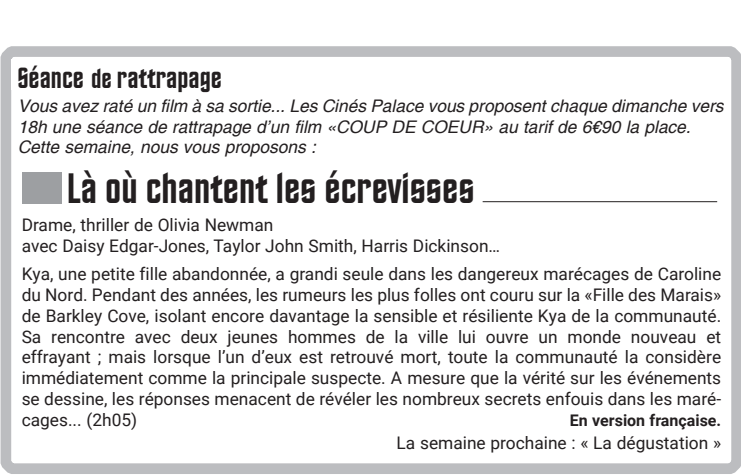 Séance de rattrapage
Vous avez raté un film à sa sortie... Les Cinés Palace vous proposent chaque dimanche vers
18h une séance de rattrapage d'un film «COUP DE COEUR» au tarif de 6€90 la place.
Cette semaine, nous vous proposons :
Là où chantent les écrevisses
Drame, thriller de Olivia Newman
avec Daisy Edgar-Jones, Taylor John Smith, Harris Dickinson…
Kya, une petite fille abandonnée, a grandi seule dans les dangereux marécages de Caroline
du Nord. Pendant des années, les rumeurs les plus folles ont couru sur la «Fille des Marais»
de Barkley Cove, isolant encore davantage la sensible et résiliente Kya de la communauté.
Sa rencontre avec deux jeunes hommes de la ville lui ouvre un monde nouveau et
effrayant ; mais lorsque l'un d'eux est retrouvé mort, toute la communauté la considère
immédiatement comme la principale suspecte. A mesure que la vérité sur les événements
se dessine, les réponses menacent de révéler les nombreux secrets enfouis dans les maré-
cages... (2h05) En version française.
La semaine prochaine : « La dégustation »